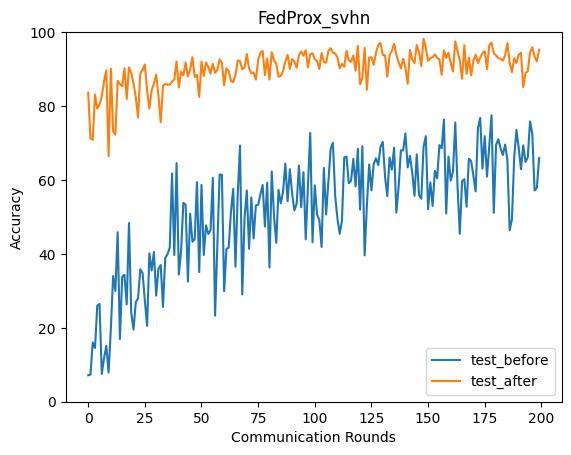 FedProx_svhn
100
80
60
40
20
0
Accuracy
0 25 50 75 100 125 150 175 200
Communication Rounds
test_before
test_after